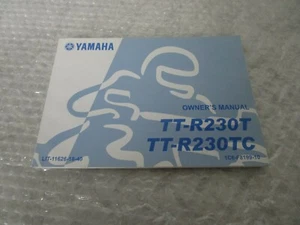 YAMAHA
OWNER'S MANUAL
TT-R230T
TT-R230TC